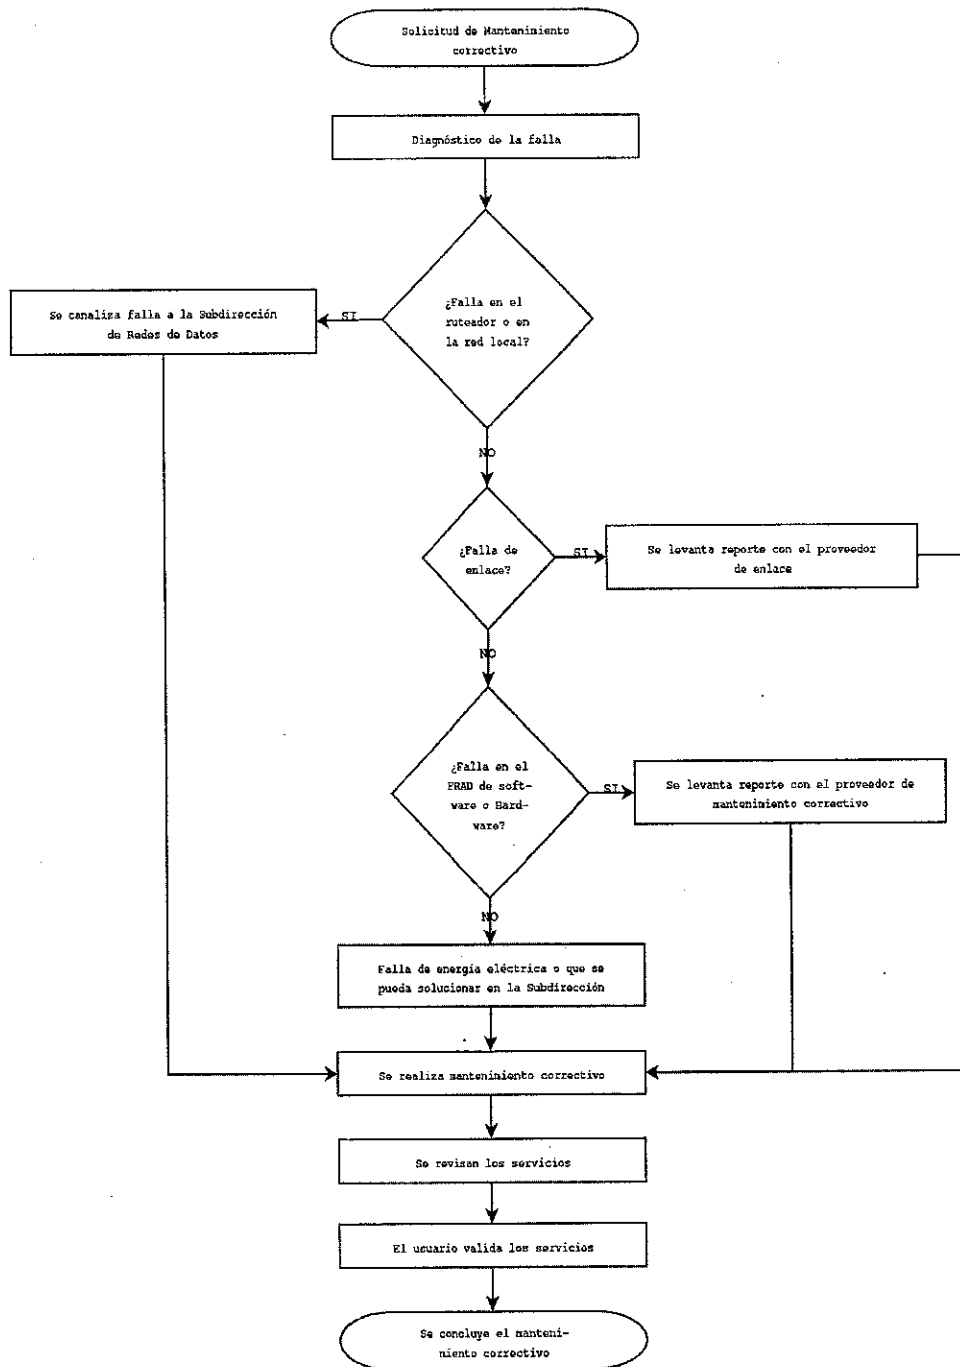 Solicitud de Mantenimiento
correctivo
Diagnóstico de la falla
¿Falla en el
ruteador o en
la red local?
SI
Se canaliza falla a la Subdirección
de Redes de Datos
NO
¿Falla de
enlace?
SI
Se levanta reporte con el proveedor
de enlace
NO
¿Falla en el
FRAD de soft-
ware o Hard-
ware?
SI
Se levanta reporte con el proveedor de
mantenimiento correctivo
NO
Falla de energía eléctrica o que se
pueda solucionar en la Subdirección
Se realiza mantenimiento correctivo
Se revisan los servicios
El usuario valida los servicios
Se concluye el manteni-
miento correctivo